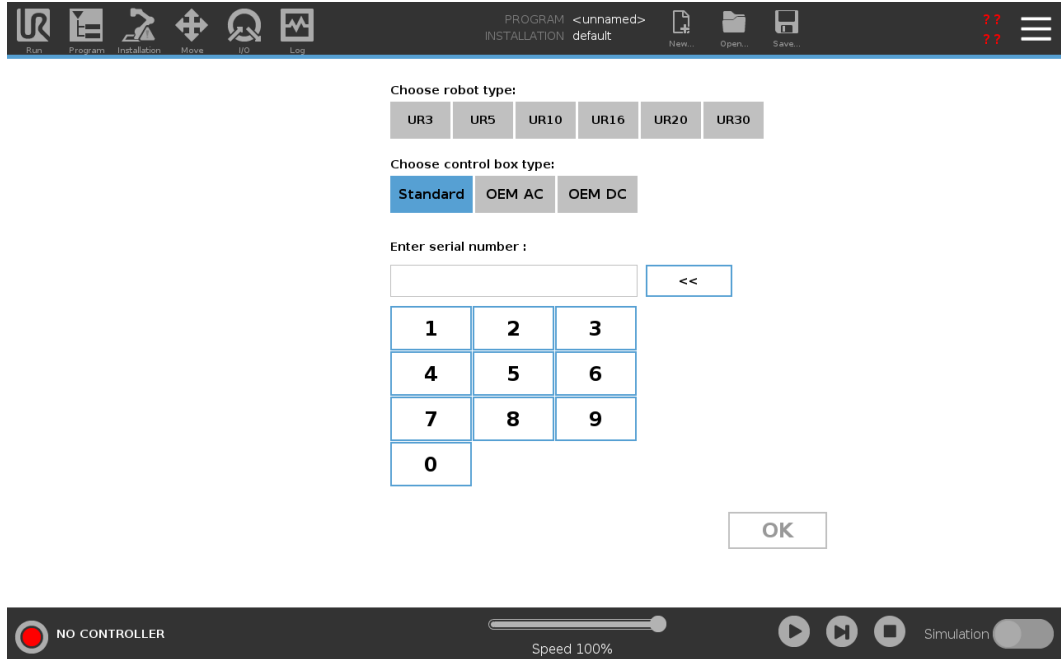 UR
PROGRAM <unnamed>
INSTALLATION default
Run Program Installation Move I/O Log New... Open... Save...
? ?
? ?
Choose robot type:
UR3 UR5 UR10 UR16 UR20 UR30
Choose control box type:
Standard OEM AC OEM DC
Enter serial number :
<<
1 2 3
4 5 6
7 8 9
0
OK
NO CONTROLLER
Speed 100%
Simulation